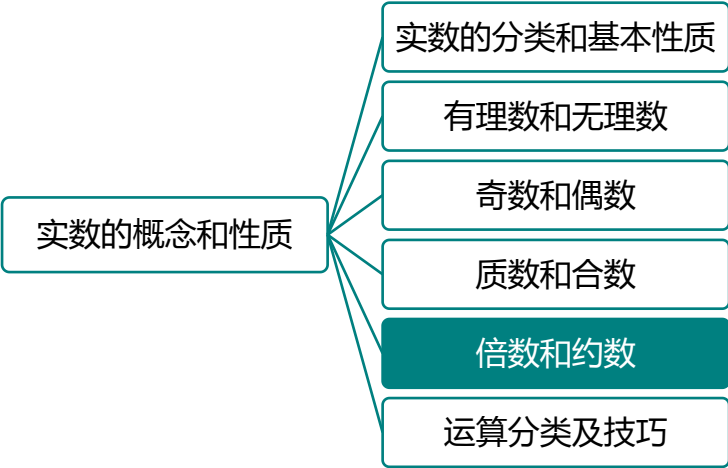 实数的分类和基本性质
有理数和无理数
奇数和偶数
实数的概念和性质
质数和合数
倍数和约数
运算分类及技巧